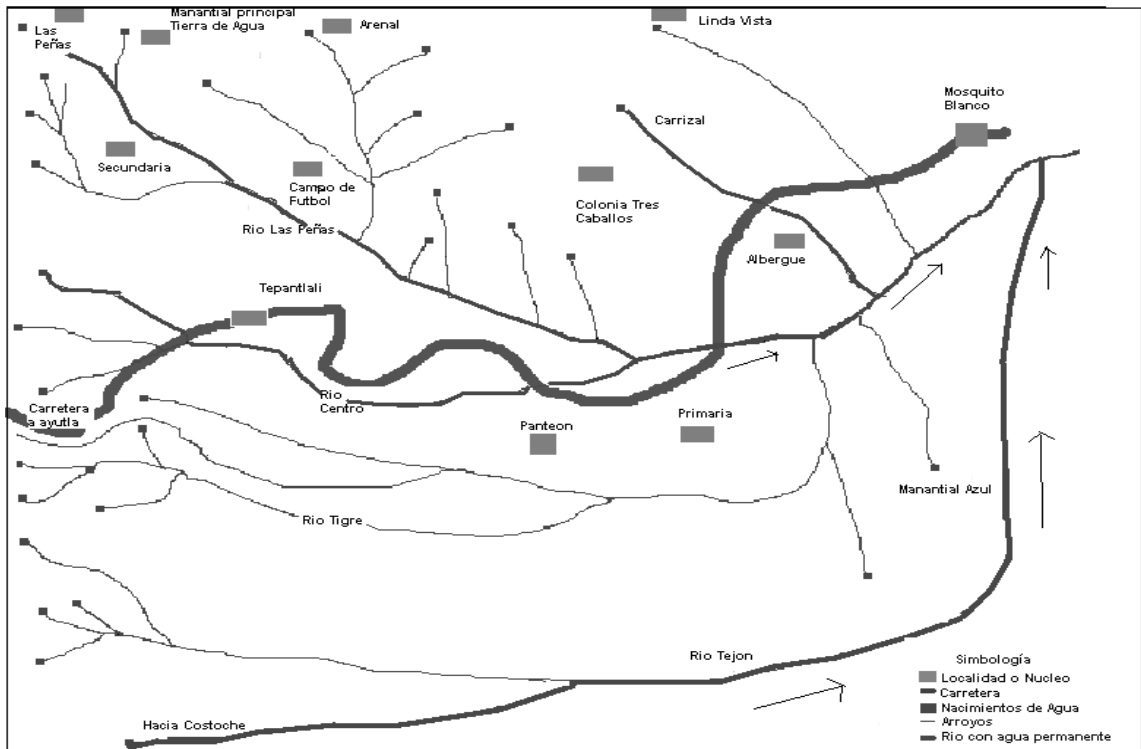 Manantial principal
Tierra de Agua
Las
Peñas
Arenal
Linda Vista
Mosquito
Blanco
Carrizal
Secundaria
Campo de
Futbol
Colonia Tres
Caballos
Rio Las Peñas
Albergue
Tepantlali
Rio
Centro
Carretera
a ayutla
Panteon
Primaria
Manantial Azul
Rio Tigre
Rio Tejon
Hacia Costoche
Simbología
Localidad o Nucleo
Carretera
Nacimientos de Agua
Arroyos
Rio con agua permanente